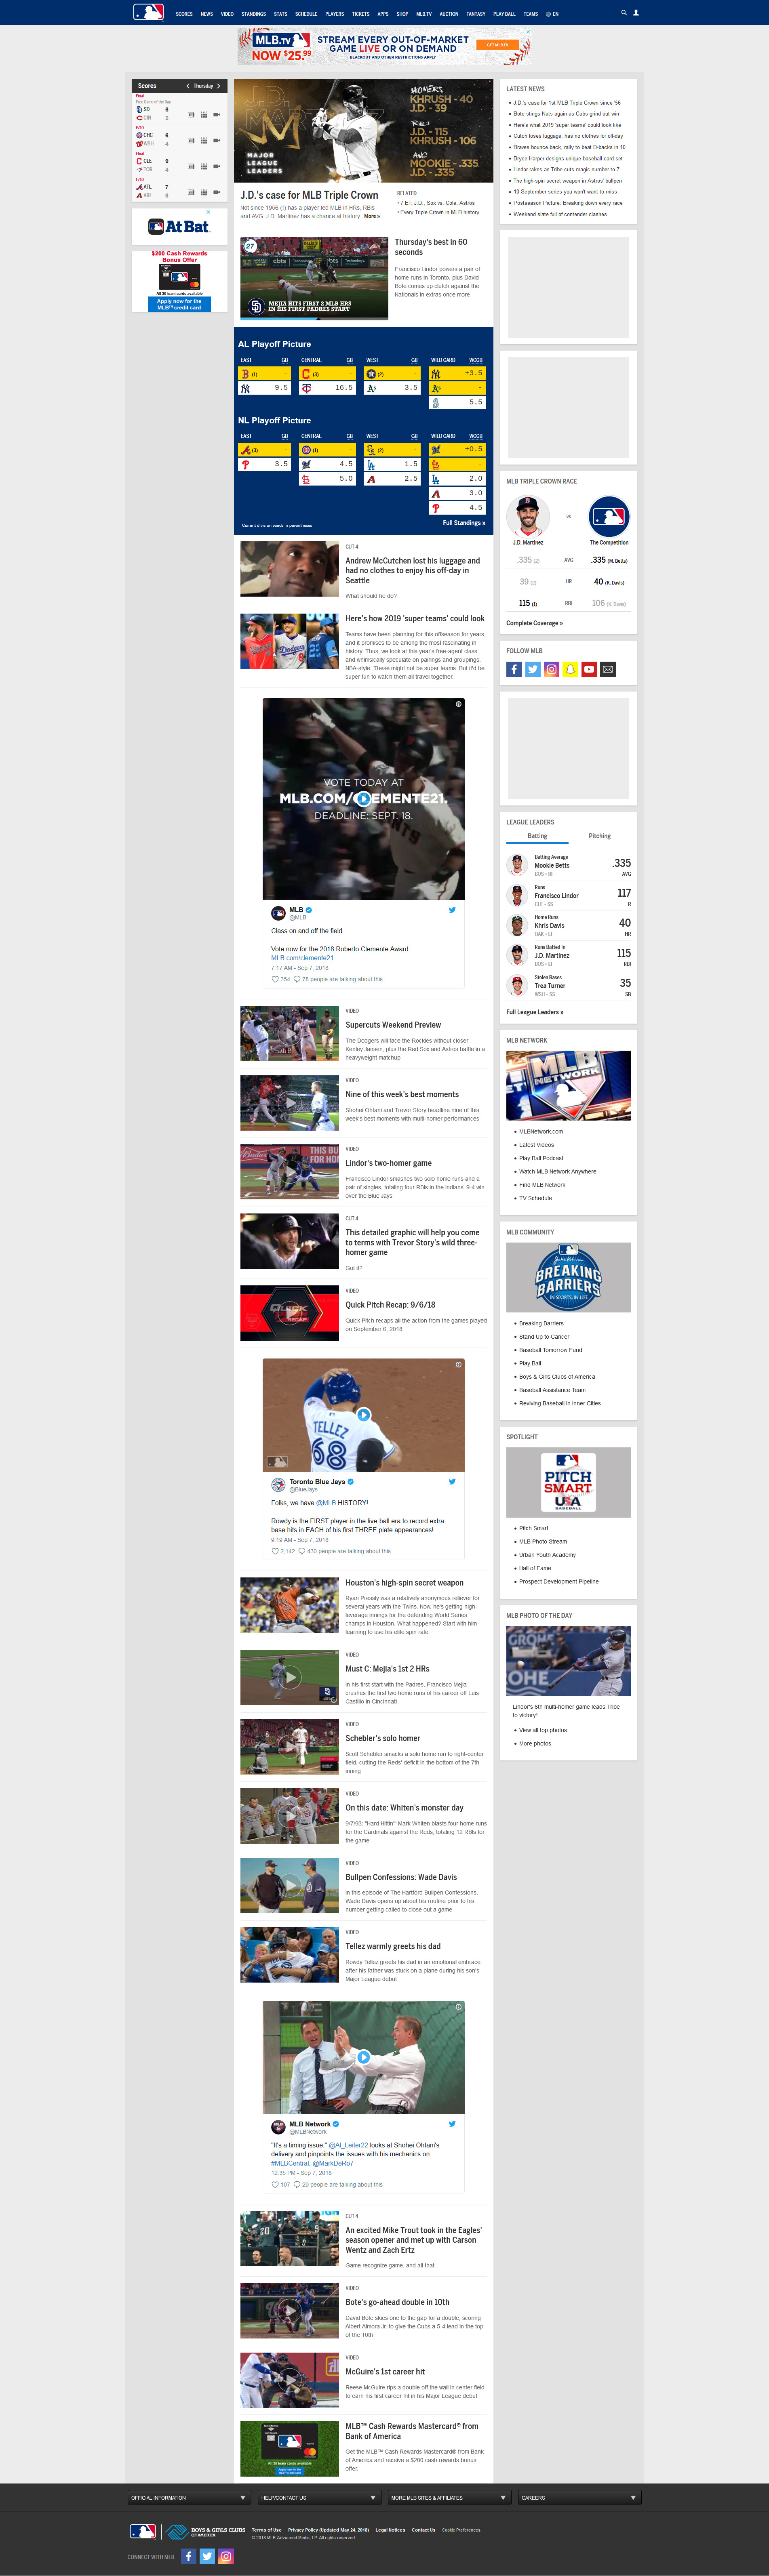 SCORES NEWS VIDEO STANDINGS STATS SCHEDULE PLAYERS TICKETS APPS SHOP MLB.TV AUCTION FANTASY PLAY BALL TEAMS EN
MLB.TV
NOW $25.99
STREAM EVERY OUT-OF-MARKET
GAME LIVE OR ON DEMAND
BLACKOUT AND OTHER RESTRICTIONS APPLY
GET MLB.TV
Scores
Thursday
Final
Free Game of the Day
SD 6
CIN 2
F/10
CHC 6
WSH 4
Final
CLE 9
TOR 4
F/10
ATL 7
ARI 6
At Bat
$200 Cash Rewards
Bonus Offer
All 30 team cards available
Apply now for the
MLB™ credit card
J.D. MARTINEZ
MAJOR
LEAGUE
LEADERS
HOMERS
KHRUSH - 40
J.D. - 39
RBI
J.D. - 115
KHRUSH - 106
AVG
MOOKIE - .335
J.D. - .335
J.D.'s case for MLB Triple Crown
Not since 1956 (!) has a player led MLB in HRs, RBIs
and AVG. J.D. Martinez has a chance at history. More »
RELATED
• 7 ET: J.D., Sox vs. Cole, Astros
• Every Triple Crown in MLB history
27
MEJIA HITS FIRST 2 MLB HRS
IN HIS FIRST PADRES START
Thursday's best in 60
seconds
Francisco Lindor powers a pair of
home runs in Toronto, plus David
Bote comes up clutch against the
Nationals in extras once more
AL Playoff Picture
EAST GB CENTRAL GB WEST GB WILD CARD WCGB
(1) - (3) - (2) - +3.5
9.5 16.5 3.5 -
5.5
NL Playoff Picture
EAST GB CENTRAL GB WEST GB WILD CARD WCGB
(3) - (1) - (2) - +0.5
3.5 4.5 1.5 -
5.0 2.5 2.0
3.0
4.5
Current division seeds in parentheses
Full Standings »
CUT 4
Andrew McCutchen lost his luggage and
had no clothes to enjoy his off-day in
Seattle
What should he do?
Here's how 2019 'super teams' could look
Teams have been planning for this offseason for years,
and it promises to be among the most fascinating in
history. Thus, we look at this year's free-agent class
and whimsically speculate on pairings and groupings,
NBA-style. These might not be super teams. But it'd be
super fun to watch them all travel together.
VOTE TODAY AT
MLB.COM/CLEMENTE21.
DEADLINE: SEPT. 18.
MLB
@MLB
Class on and off the field.
Vote now for the 2018 Roberto Clemente Award:
MLB.com/clemente21
7:17 AM - Sep 7, 2018
354 78 people are talking about this
VIDEO
Supercuts Weekend Preview
The Dodgers will face the Rockies without closer
Kenley Jansen, plus the Red Sox and Astros battle in a
heavyweight matchup
VIDEO
Nine of this week's best moments
Shohei Ohtani and Trevor Story headline nine of this
week's best moments with multi-homer performances
VIDEO
Lindor's two-homer game
Francisco Lindor smashes two solo home runs and a
pair of singles, totaling four RBIs in the Indians' 9-4 win
over the Blue Jays
CUT 4
This detailed graphic will help you come
to terms with Trevor Story's wild three-
homer game
Got it?
VIDEO
Quick Pitch Recap: 9/6/18
Quick Pitch recaps all the action from the games played
on September 6, 2018
TELLEZ
68
Toronto Blue Jays
@BlueJays
Folks, we have @MLB HISTORY!
Rowdy is the FIRST player in the live-ball era to record extra-
base hits in EACH of his first THREE plate appearances!
9:19 AM - Sep 7, 2018
2,142 430 people are talking about this
Houston's high-spin secret weapon
Ryan Pressly was a relatively anonymous reliever for
several years with the Twins. Now, he's getting high-
leverage innings for the defending World Series
champs in Houston. What happened? Start with him
learning to use his elite spin rate.
VIDEO
Must C: Mejia's 1st 2 HRs
In his first start with the Padres, Francisco Mejia
crushes the first two home runs of his career off Luis
Castillo in Cincinnati
VIDEO
Schebler's solo homer
Scott Schebler smacks a solo home run to right-center
field, cutting the Reds' deficit in the bottom of the 7th
inning
VIDEO
On this date: Whiten's monster day
9/7/93: "Hard Hittin'" Mark Whiten blasts four home runs
for the Cardinals against the Reds, totaling 12 RBIs for
the game
VIDEO
Bullpen Confessions: Wade Davis
In this episode of The Hartford Bullpen Confessions,
Wade Davis opens up about his routine prior to his
number getting called to close out a game
VIDEO
Tellez warmly greets his dad
Rowdy Tellez greets his dad in an emotional embrace
after his father was stuck on a plane during his son's
Major League debut
MLB Network
@MLBNetwork
"It's a timing issue." @Al_Leiter22 looks at Shohei Ohtani's
delivery and pinpoints the issues with his mechanics on
#MLBCentral. @MarkDeRo7
12:35 PM - Sep 7, 2018
107 29 people are talking about this
CUT 4
An excited Mike Trout took in the Eagles'
season opener and met up with Carson
Wentz and Zach Ertz
Game recognize game, and all that.
VIDEO
Bote's go-ahead double in 10th
David Bote skies one to the gap for a double, scoring
Albert Almora Jr. to give the Cubs a 5-4 lead in the top
of the 10th
VIDEO
McGuire's 1st career hit
Reese McGuire rips a double off the wall in center field
to earn his first career hit in his Major League debut
MLB™ Cash Rewards Mastercard® from
Bank of America
Get the MLB™ Cash Rewards Mastercard® from Bank
of America and receive a $200 cash rewards bonus
offer.
LATEST NEWS
• J.D.'s case for 1st MLB Triple Crown since '56
• Bote stings Nats again as Cubs grind out win
• Here's what 2019 'super teams' could look like
• Cutch loses luggage, has no clothes for off-day
• Braves bounce back, rally to beat D-backs in 10
• Bryce Harper designs unique baseball card set
• Lindor rakes as Tribe cuts magic number to 7
• The high-spin secret weapon in Astros' bullpen
• 10 September series you won't want to miss
• Postseason Picture: Breaking down every race
• Weekend slate full of contender clashes
MLB TRIPLE CROWN RACE
vs
J.D. Martinez The Competition
.335 (2) AVG .335 (M. Betts)
39 (2) HR 40 (K. Davis)
115 (1) RBI 106 (K. Davis)
Complete Coverage »
FOLLOW MLB
LEAGUE LEADERS
Batting Pitching
Batting Average
Mookie Betts .335
BOS - RF AVG
Runs
Francisco Lindor 117
CLE - SS R
Home Runs
Khris Davis 40
OAK - LF HR
Runs Batted In
J.D. Martinez 115
BOS - LF RBI
Stolen Bases
Trea Turner 35
WSH - SS SB
Full League Leaders »
MLB NETWORK
MLB
NETWORK
• MLBNetwork.com
• Latest Videos
• Play Ball Podcast
• Watch MLB Network Anywhere
• Find MLB Network
• TV Schedule
MLB COMMUNITY
BREAKING
BARRIERS
IN SPORTS, IN LIFE
• Breaking Barriers
• Stand Up to Cancer
• Baseball Tomorrow Fund
• Play Ball
• Boys & Girls Clubs of America
• Baseball Assistance Team
• Reviving Baseball in Inner Cities
SPOTLIGHT
PITCH
SMART
USA
BASEBALL
• Pitch Smart
• MLB Photo Stream
• Urban Youth Academy
• Hall of Fame
• Prospect Development Pipeline
MLB PHOTO OF THE DAY
Lindor's 6th multi-homer game leads Tribe
to victory!
• View all top photos
• More photos
OFFICIAL INFORMATION HELP/CONTACT US MORE MLB SITES & AFFILIATES CAREERS
BOYS & GIRLS CLUBS
OF AMERICA
Terms of Use Privacy Policy (Updated May 24, 2018) Legal Notices Contact Us Cookie Preferences
© 2018 MLB Advanced Media, LP. All rights reserved.
CONNECT WITH MLB